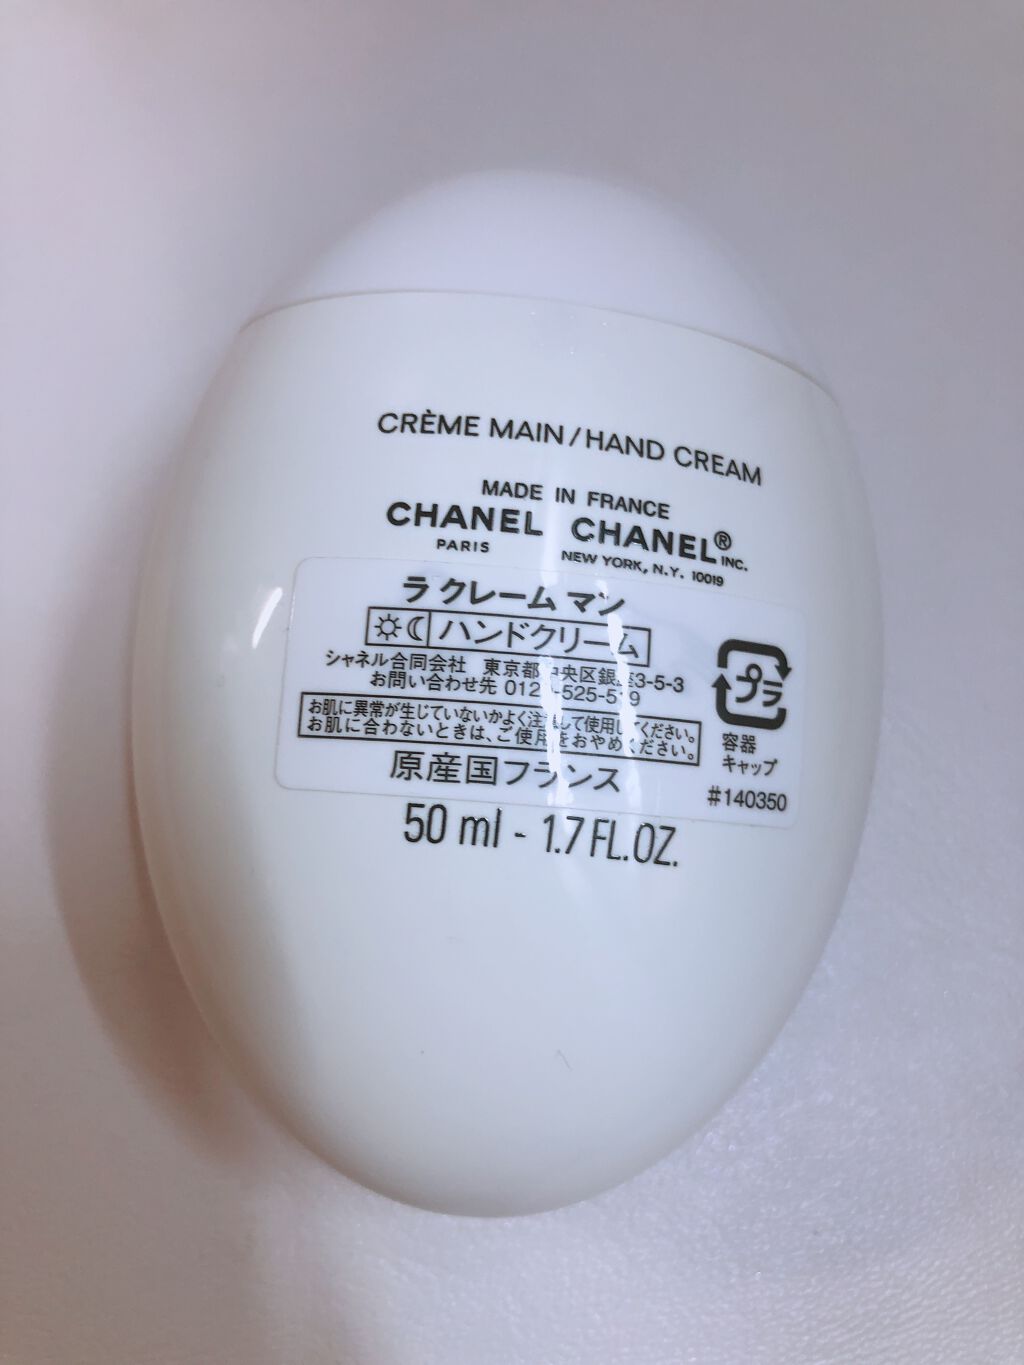 CRÈME MAIN / HAND CREAM
MADE IN FRANCE
CHANEL CHANEL® INC.
PARIS NEW YORK, N.Y. 10019
ラ クレーム マン
ハンドクリーム
シャネル合同会社 東京都中央区銀座3-5-3
お問い合わせ先
お肌に異常が生じていないかよく注意して使用してください。
お肌に合わないときは、ご使用をおやめください。
原産国フランス
プラ
容器
キャップ
#140350
50 ml - 1.7 FL.OZ.